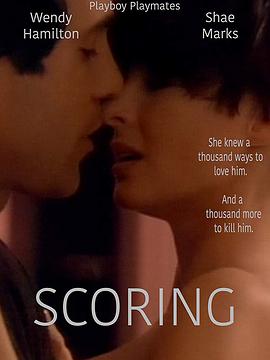 Playboy Playmates
Wendy
Hamilton
Shae
Marks
She knew a
thousand ways to
love him.
And a
thousand more
to kill him.
SCORING